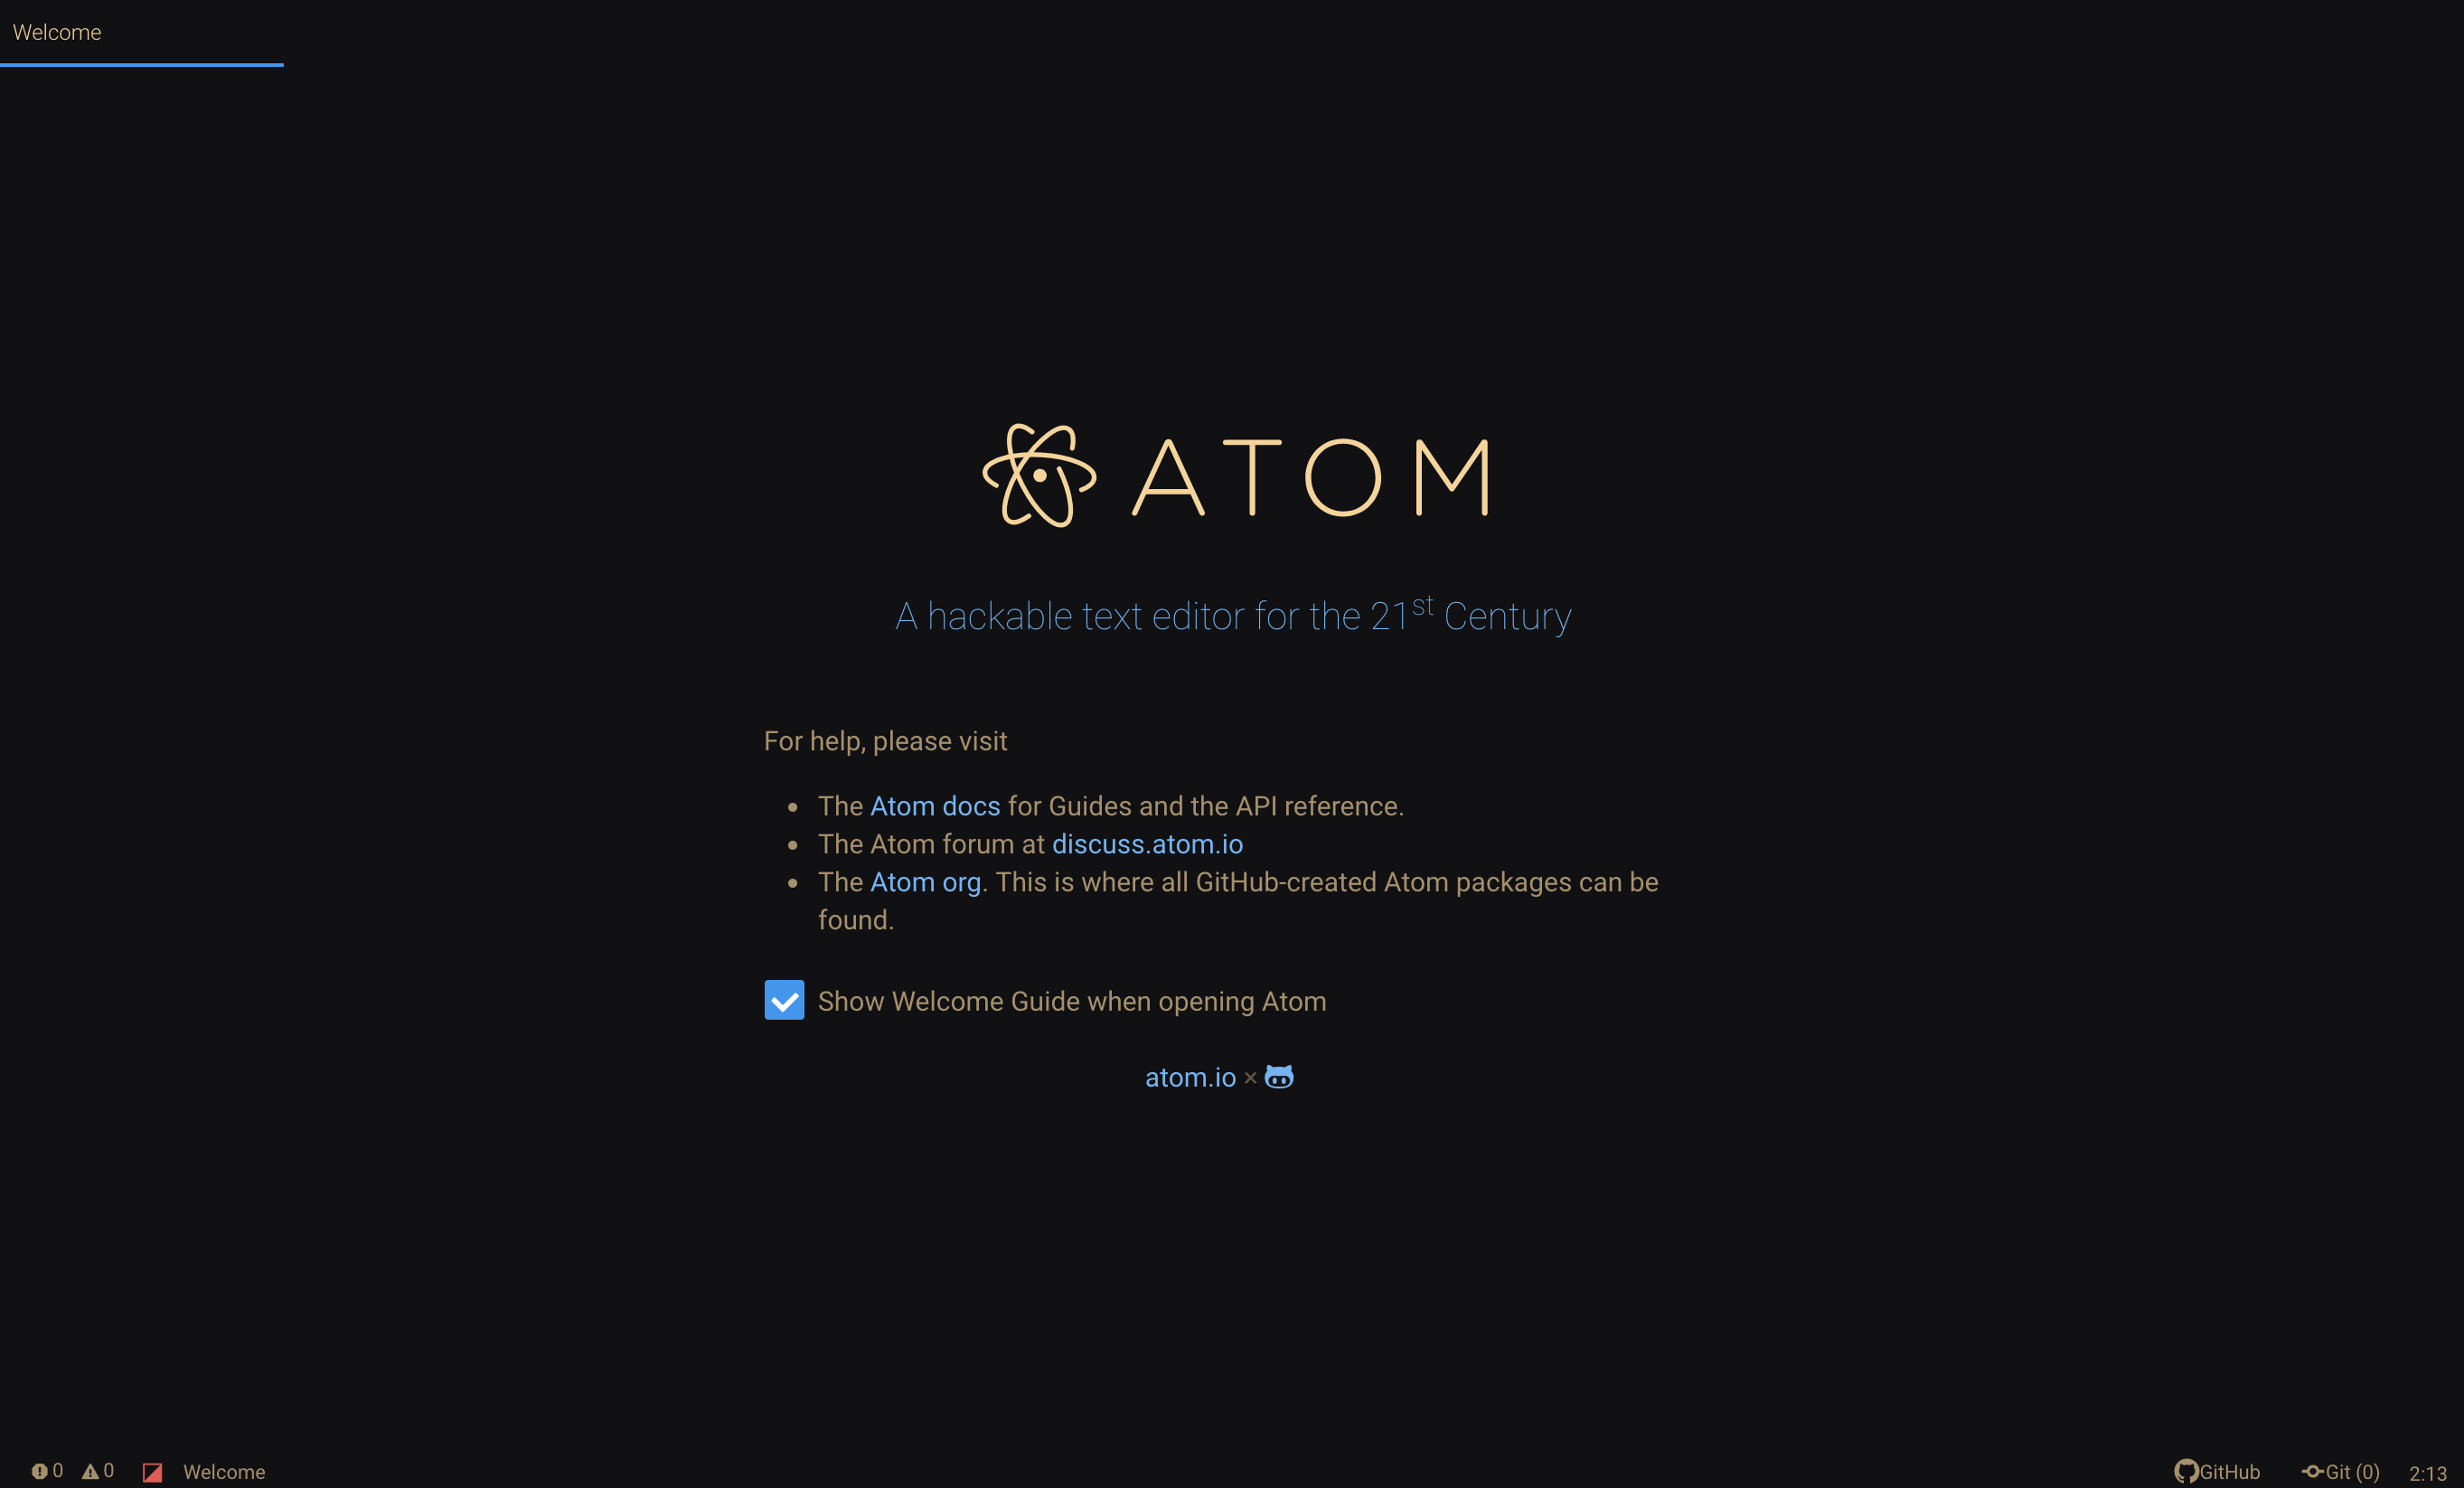 Welcome
ATOM
A hackable text editor for the 21st Century
For help, please visit
The Atom docs for Guides and the API reference.
The Atom forum at discuss.atom.io
The Atom org. This is where all GitHub-created Atom packages can be
found.
Show Welcome Guide when opening Atom
atom.io ×
0 0 Welcome GitHub Git (0) 2:13